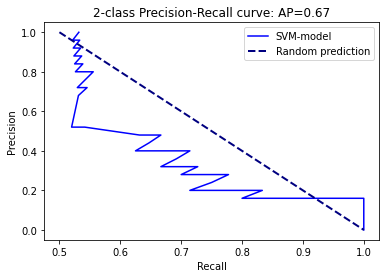 2-class Precision-Recall curve: AP=0.67
SVM-model
Random prediction
Precision
1.0
0.8
0.6
0.4
0.2
0.0
0.5
0.6
0.7
0.8
0.9
1.0
Recall